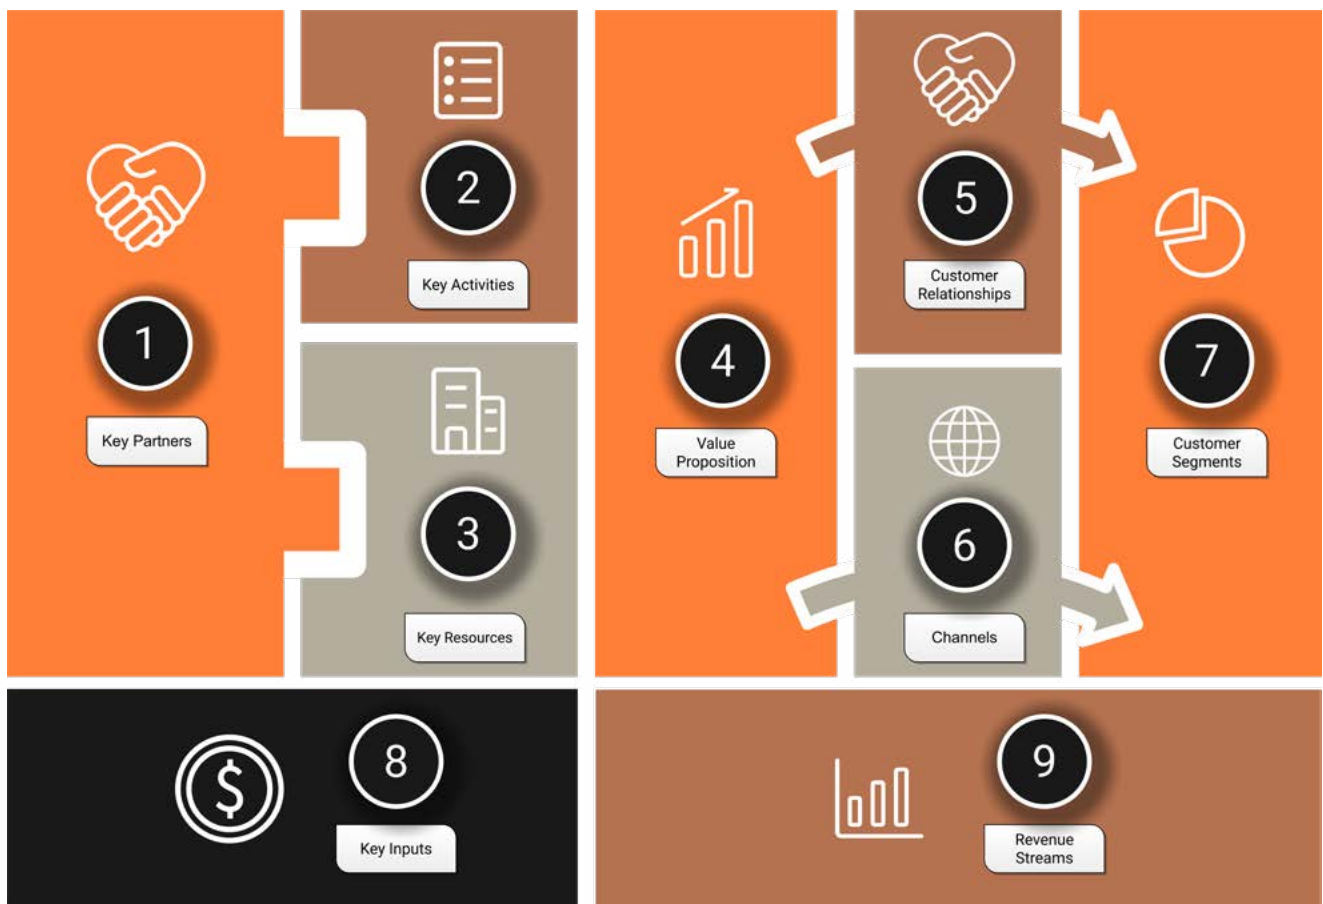 1
Key Partners
2
Key Activities
3
Key Resources
4
Value
Proposition
5
Customer
Relationships
6
Channels
7
Customer
Segments
$
8
Key Inputs
9
Revenue
Streams